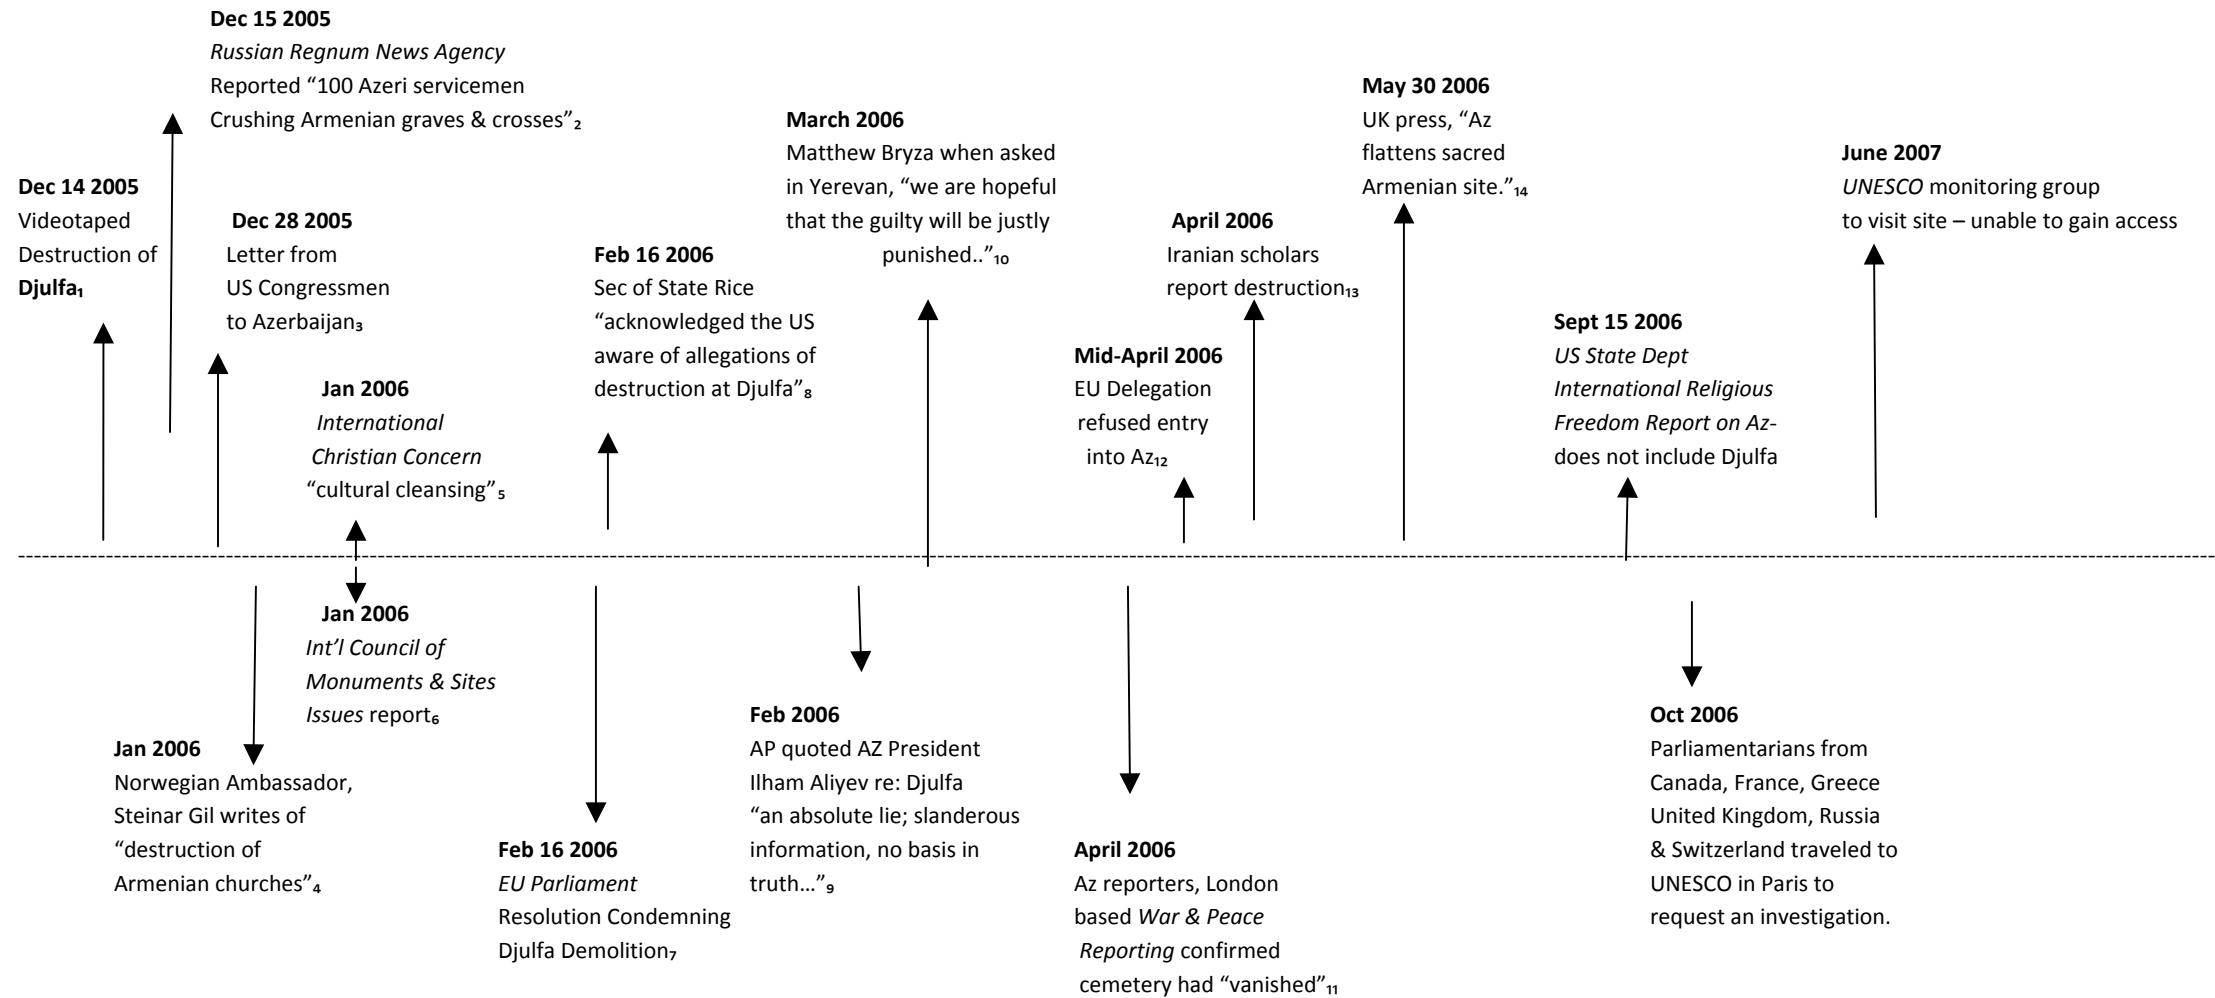 Dec 15 2005
Russian Regnum News Agency
Reported “100 Azeri servicemen
Crushing Armenian graves & crosses”₂
Dec 14 2005
Videotaped
Destruction of
Djulfa₁
Dec 28 2005
Letter from
US Congressmen
to Azerbaijan₃
Jan 2006
International
Christian Concern
“cultural cleansing”₅
Feb 16 2006
Sec of State Rice
“acknowledged the US
aware of allegations of
destruction at Djulfa”₈
March 2006
Matthew Bryza when asked
in Yerevan, “we are hopeful
that the guilty will be justly
punished..”₁₀
Mid-April 2006
EU Delegation
refused entry
into Az₁₂
April 2006
Iranian scholars
report destruction₁₃
May 30 2006
UK press, “Az
flattens sacred
Armenian site.”₁₄
Sept 15 2006
US State Dept
International Religious
Freedom Report on Az-
does not include Djulfa
June 2007
UNESCO monitoring group
to visit site – unable to gain access
Jan 2006
Norwegian Ambassador,
Steinar Gil writes of
“destruction of
Armenian churches”₄
Jan 2006
Int’l Council of
Monuments & Sites
Issues report₆
Feb 16 2006
EU Parliament
Resolution Condemning
Djulfa Demolition₇
Feb 2006
AP quoted AZ President
Ilham Aliyev re: Djulfa
“an absolute lie; slanderous
information, no basis in
truth…”₉
April 2006
Az reporters, London
based War & Peace
Reporting confirmed
cemetery had “vanished”₁₁
Oct 2006
Parliamentarians from
Canada, France, Greece
United Kingdom, Russia
& Switzerland traveled to
UNESCO in Paris to
request an investigation.